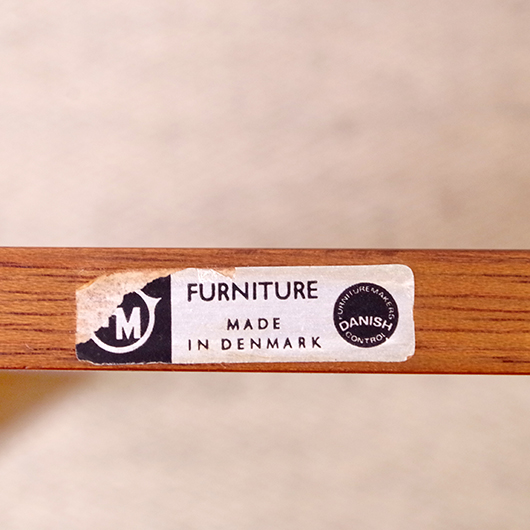 M
FURNITURE
MADE
IN DENMARK
FURNITUREMAKERS
DANISH
CONTROL